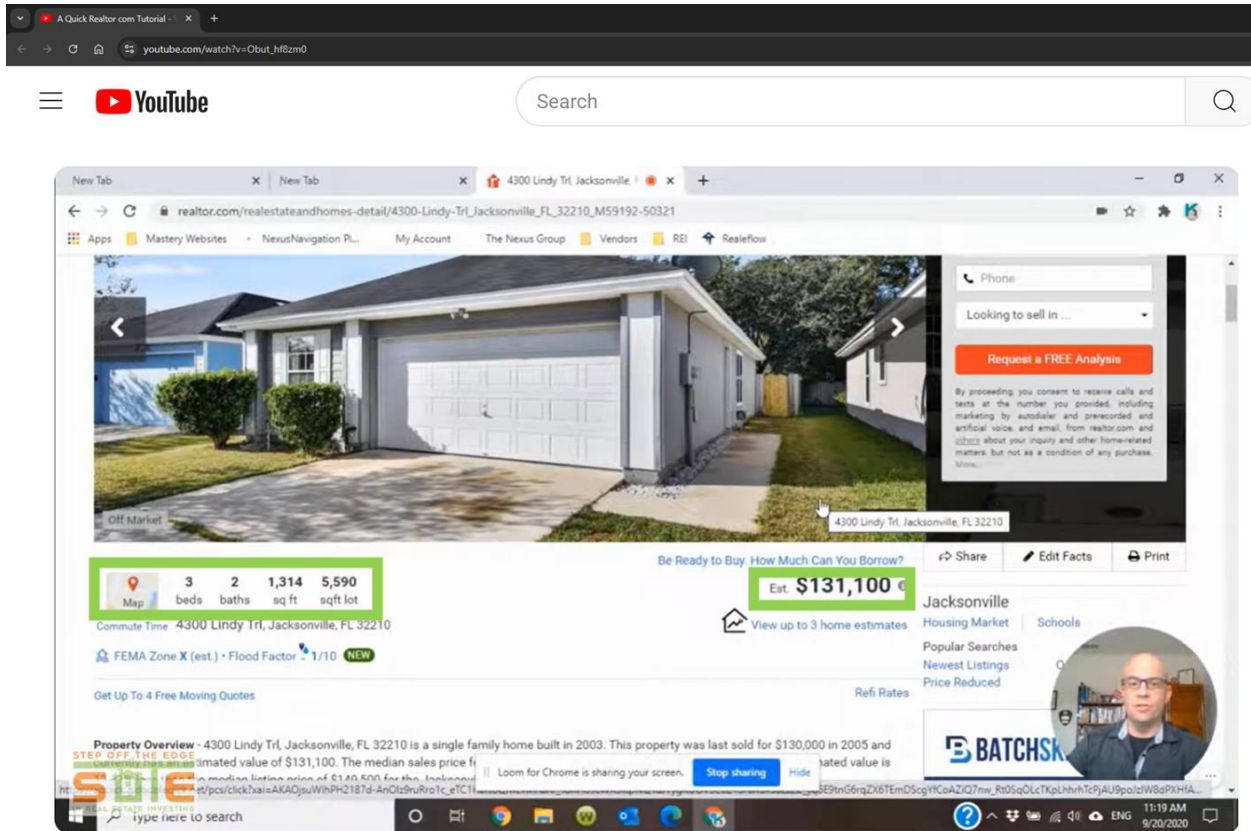 A Quick Realtor com Tutorial -
youtube.com/watch?v=Obut_hf8zm0
YouTube
Search
New Tab
New Tab
4300 Lindy Trl, Jacksonville,
realtor.com/realestateandhomes-detail/4300-Lindy-Trl_Jacksonville_FL_32210_M59192-50321
Apps Mastery Websites NexusNavigation Pl... My Account The Nexus Group Vendors REI Realeflow
Phone
Looking to sell in ...
Request a FREE Analysis
By proceeding, you consent to receive calls and
texts at the number you provided, including
marketing by autodialer and prerecorded and
artificial voice, and email, from realtor.com and
others about your inquiry and other home-related
matters, but not as a condition of any purchase.
More...
Off Market
4300 Lindy Trl, Jacksonville, FL 32210
Be Ready to Buy. How Much Can You Borrow?
Share Edit Facts Print
Map
3 beds
2 baths
1,314 sq ft
5,590 sqft lot
Est. $131,100
Commute Time 4300 Lindy Trl, Jacksonville, FL 32210
View up to 3 home estimates
FEMA Zone X (est.) • Flood Factor 1/10 NEW
Jacksonville
Housing Market Schools
Popular Searches
Newest Listings
Price Reduced
Get Up To 4 Free Moving Quotes
Refi Rates
Property Overview - 4300 Lindy Trl, Jacksonville, FL 32210 is a single family home built in 2003. This property was last sold for $130,000 in 2005 and
currently has an estimated value of $131,100. The median sales price
STEP OFF THE EDGE
SOTE
REAL ESTATE INVESTING
BATCHSK
Loom for Chrome is sharing your screen. Stop sharing Hide
Type here to search
ENG
11:19 AM
9/20/2020